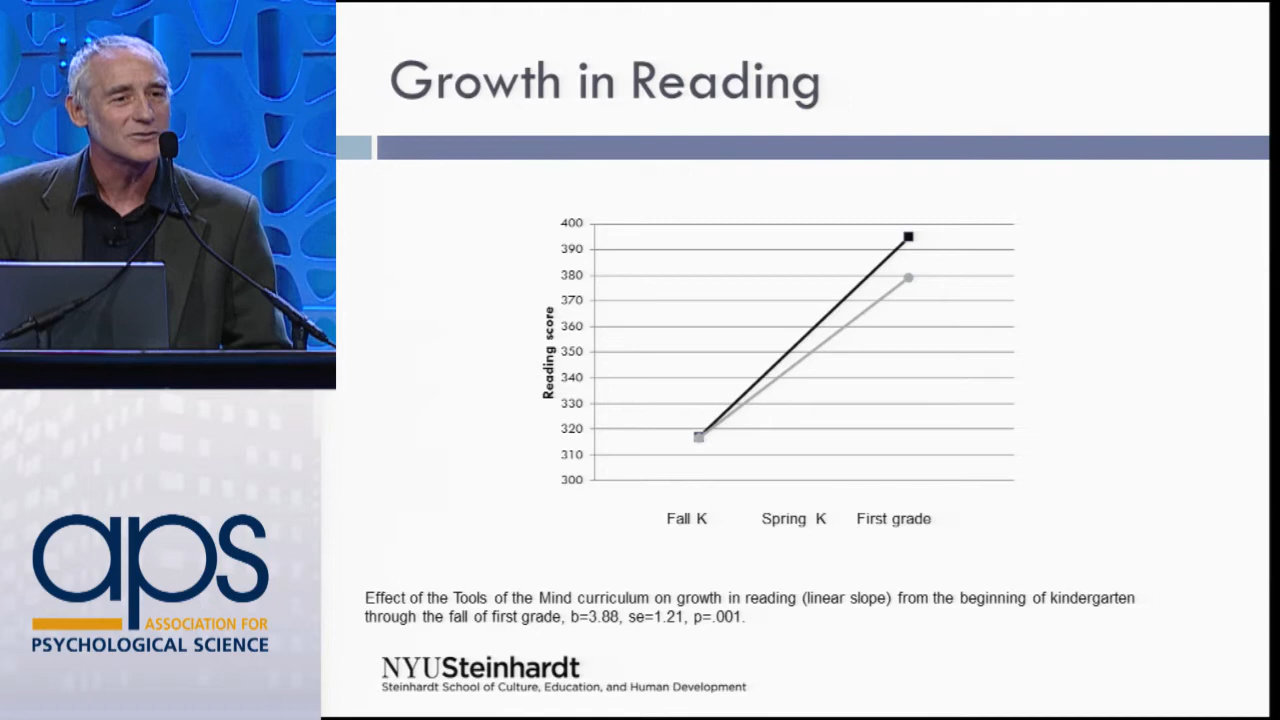 Growth in Reading
400
390
380
370
360
350
340
330
320
310
300
Reading score
Fall K
Spring K
First grade
Effect of the Tools of the Mind curriculum on growth in reading (linear slope) from the beginning of kindergarten
through the fall of first grade, b=3.88, se=1.21, p=.001.
NYUSteinhardt
Steinhardt School of Culture, Education, and Human Development
aps
ASSOCIATION FOR
PSYCHOLOGICAL SCIENCE